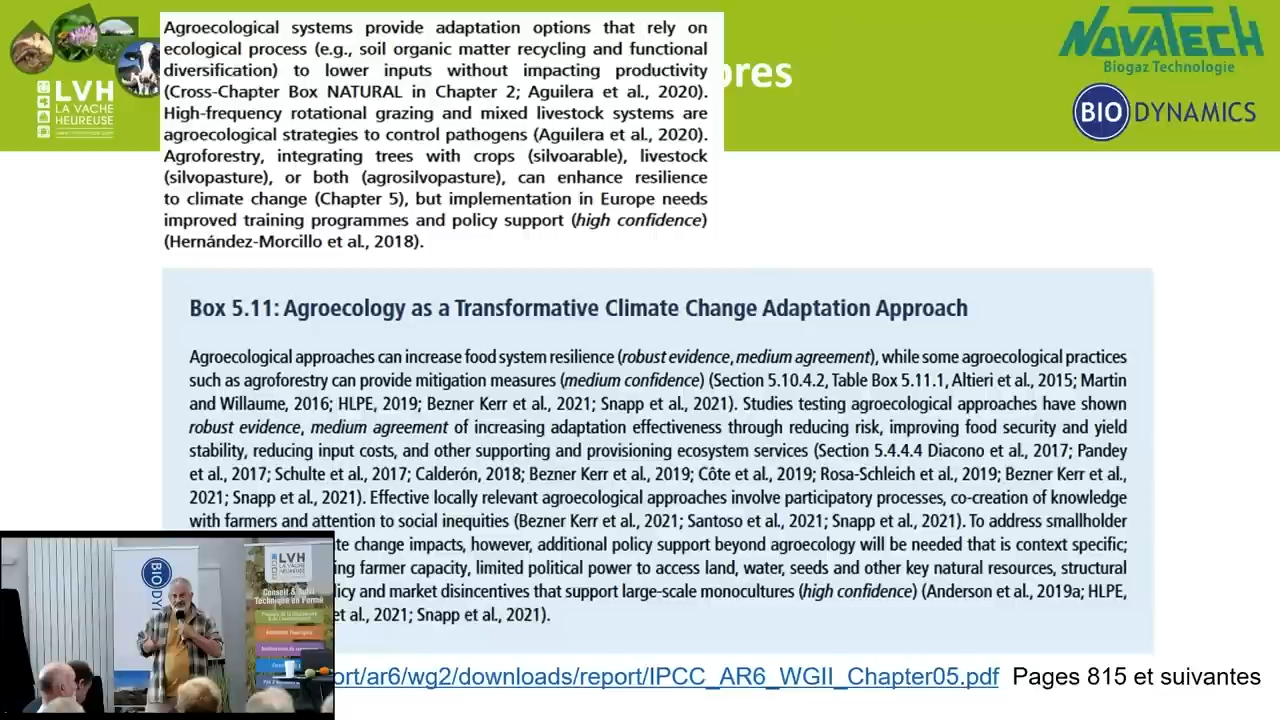 Agroecological systems provide adaptation options that rely on
ecological process (e.g., soil organic matter recycling and functional
diversification) to lower inputs without impacting productivity
(Cross-Chapter Box NATURAL in Chapter 2; Aguilera et al., 2020).
High-frequency rotational grazing and mixed livestock systems are
agroecological strategies to control pathogens (Aguilera et al., 2020).
Agroforestry, integrating trees with crops (silvoarable), livestock
(silvopasture), or both (agrosilvopasture), can enhance resilience
to climate change (Chapter 5), but implementation in Europe needs
improved training programmes and policy support (high confidence)
(Hernández-Morcillo et al., 2018).
NOVATECH
Biogaz Technologie
BIO DYNAMICS
LVH
LA VACHE
HEUREUSE
Box 5.11: Agroecology as a Transformative Climate Change Adaptation Approach
Agroecological approaches can increase food system resilience (robust evidence, medium agreement), while some agroecological practices
such as agroforestry can provide mitigation measures (medium confidence) (Section 5.10.4.2, Table Box 5.11.1, Altieri et al., 2015; Martin
and Willaume, 2016; HLPE, 2019; Bezner Kerr et al., 2021; Snapp et al., 2021). Studies testing agroecological approaches have shown
robust evidence, medium agreement of increasing adaptation effectiveness through reducing risk, improving food security and yield
stability, reducing input costs, and other supporting and provisioning ecosystem services (Section 5.4.4.4 Diacono et al., 2017; Pandey
et al., 2017; Schulte et al., 2017; Calderón, 2018; Bezner Kerr et al., 2019; Côte et al., 2019; Rosa-Schleich et al., 2019; Bezner Kerr et al.,
2021; Snapp et al., 2021). Effective locally relevant agroecological approaches involve participatory processes, co-creation of knowledge
with farmers and attention to social inequities (Bezner Kerr et al., 2021; Santoso et al., 2021; Snapp et al., 2021). To address smallholder
te change impacts, however, additional policy support beyond agroecology will be needed that is context specific;
ing farmer capacity, limited political power to access land, water, seeds and other key natural resources, structural
licy and market disincentives that support large-scale monocultures (high confidence) (Anderson et al., 2019a; HLPE,
et al., 2021; Snapp et al., 2021).
ort/ar6/wg2/downloads/report/IPCC_AR6_WGII_Chapter05.pdf Pages 815 et suivantes
BIO
LVH
LA VACHE
HEUREUSE
Conseil & Suivi
Technique en Ferme